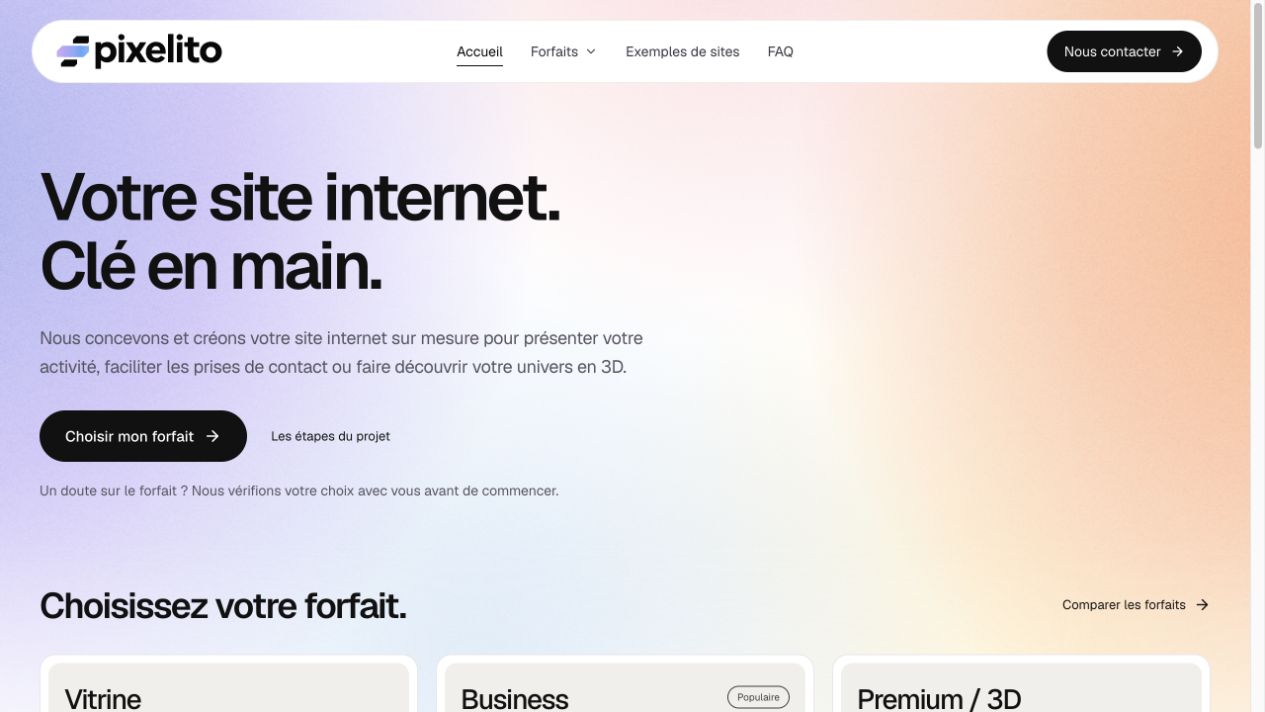 pixelito
Accueil
Forfaits
Exemples de sites
FAQ
Nous contacter
Votre site internet.
Clé en main.
Nous concevons et créons votre site internet sur mesure pour présenter votre
activité, faciliter les prises de contact ou faire découvrir votre univers en 3D.
Choisir mon forfait
Les étapes du projet
Un doute sur le forfait ? Nous vérifions votre choix avec vous avant de commencer.
Choisissez votre forfait.
Comparer les forfaits
Vitrine
Business
Populaire
Premium / 3D